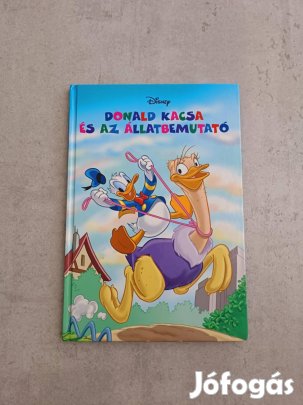 Disney
DONALD KACSA
ÉS AZ ÁLLATBEMUTATÓ
Jófogás